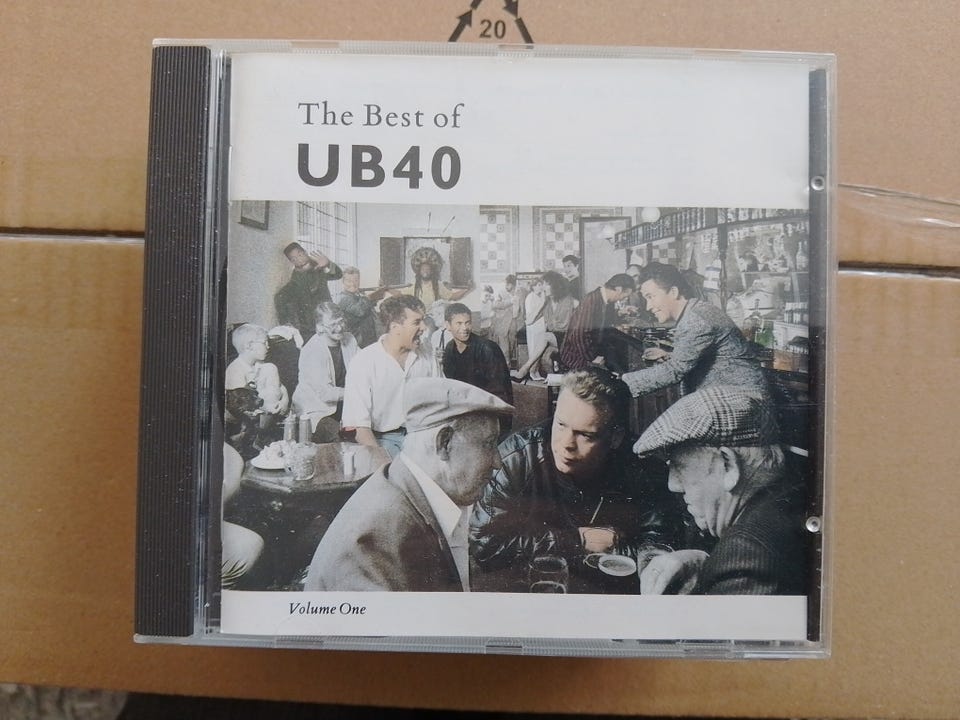 20
The Best of
UB40
Volume One